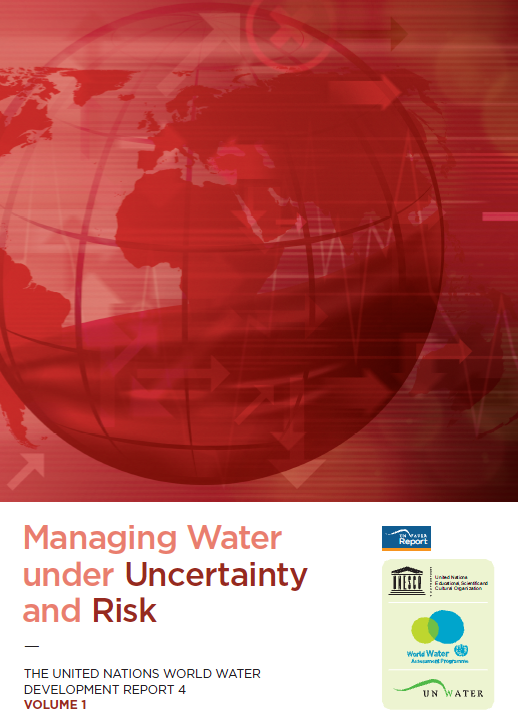 Managing Water
under Uncertainty
and Risk
—
THE UNITED NATIONS WORLD WATER
DEVELOPMENT REPORT 4
VOLUME 1
UN WATER
Report
UNESCO
United Nations
Educational, Scientific and
Cultural Organization
World Water
Assessment Programme
UN WATER